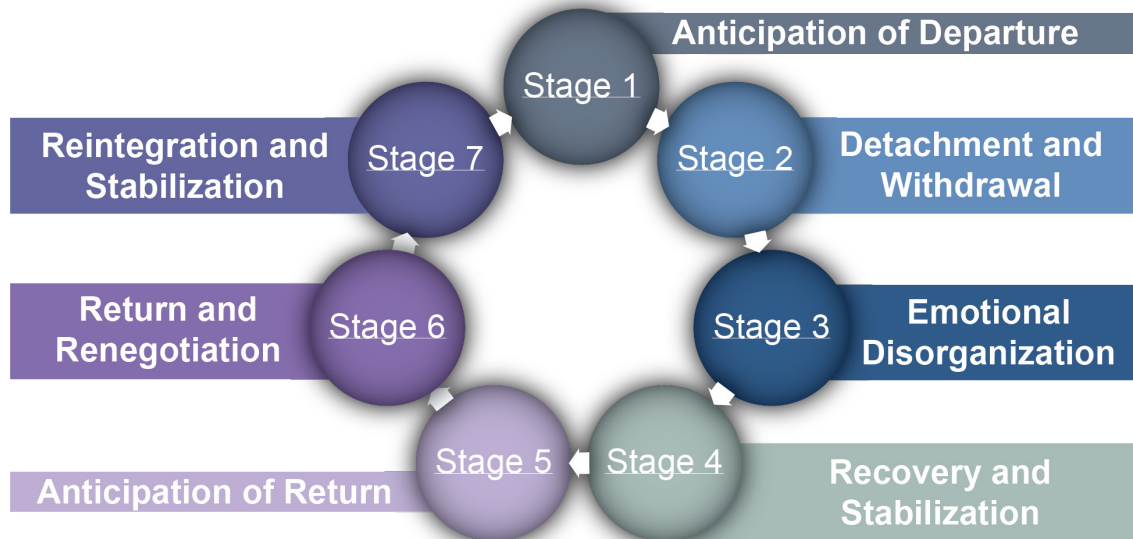 Stage 1
Anticipation of Departure
Stage 2
Detachment and
Withdrawal
Stage 3
Emotional
Disorganization
Stage 4
Recovery and
Stabilization
Stage 5
Anticipation of Return
Stage 6
Return and
Renegotiation
Stage 7
Reintegration and
Stabilization